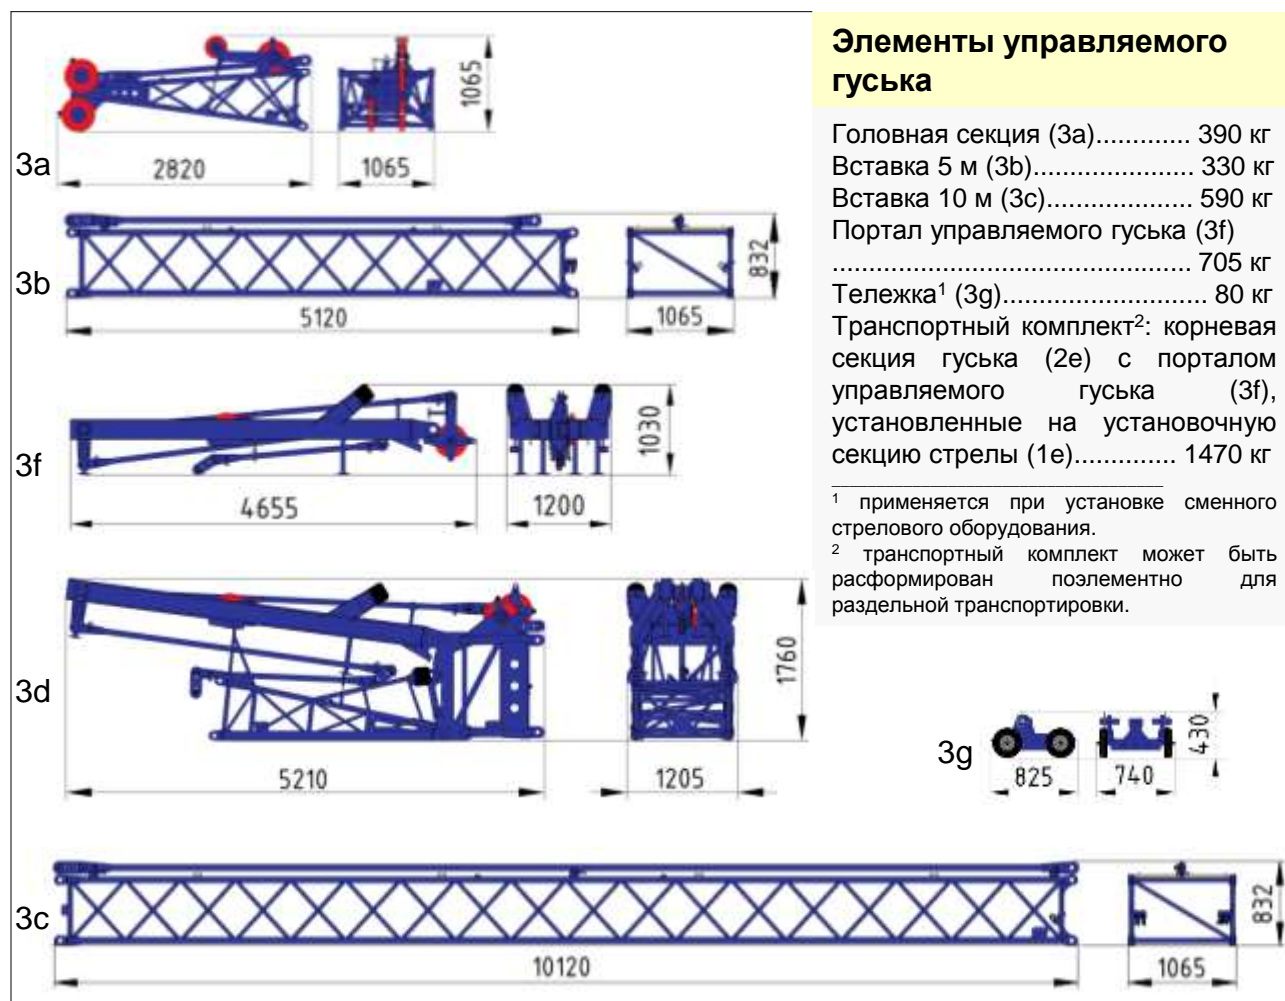 3a
2820
1065
1065
3b
5120
1065
832
3f
4655
1200
1030
3d
5210
1205
1760
3c
10120
1065
832
Элементы управляемого
гуська
Головная секция (3a)............. 390 кг
Вставка 5 м (3b)...................... 330 кг
Вставка 10 м (3c).................... 590 кг
Портал управляемого гуська (3f)
................................................. 705 кг
Тележка¹ (3g)............................ 80 кг
Транспортный комплект²: корневая
секция гуська (2e) с порталом
управляемого гуська (3f),
установленные на установочную
секцию стрелы (1e).............. 1470 кг
¹ применяется при установке сменного
стрелового оборудования.
² транспортный комплект может быть
расформирован поэлементно для
раздельной транспортировки.
3g
825
740
430